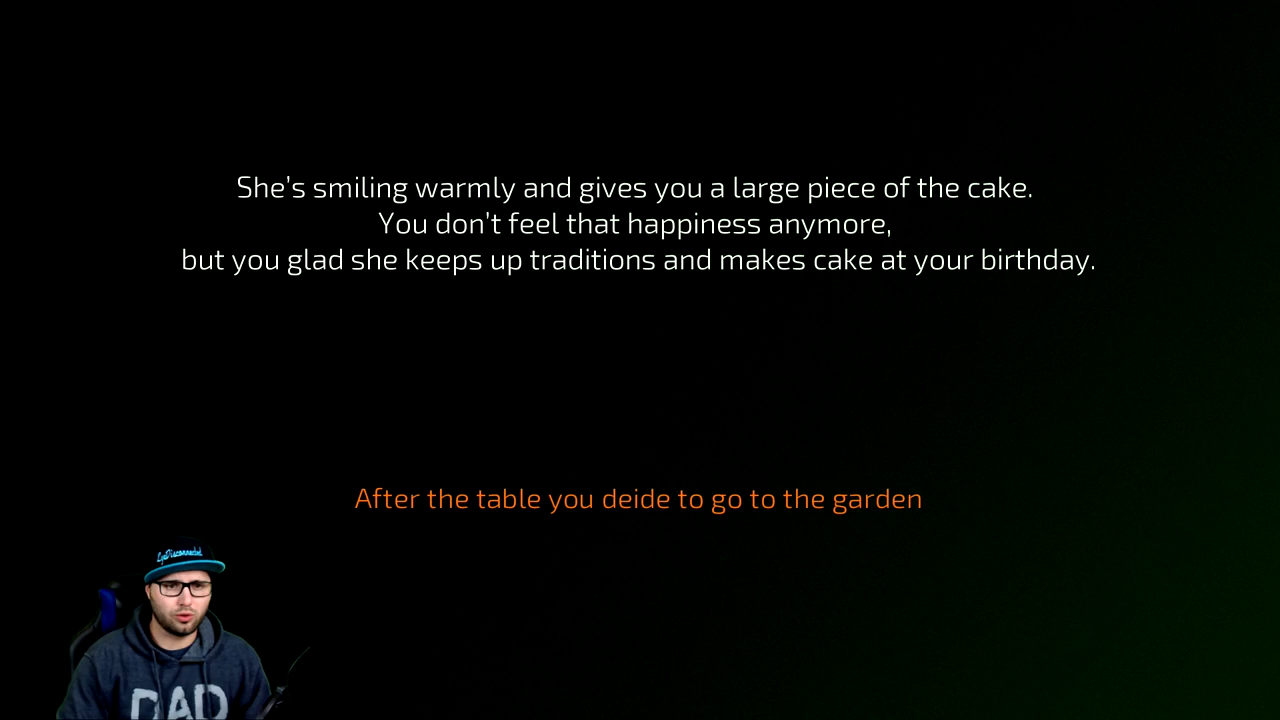 She's smiling warmly and gives you a large piece of the cake.
You don't feel that happiness anymore,
but you glad she keeps up traditions and makes cake at your birthday.
After the table you deide to go to the garden
LynDisconnected
DAD